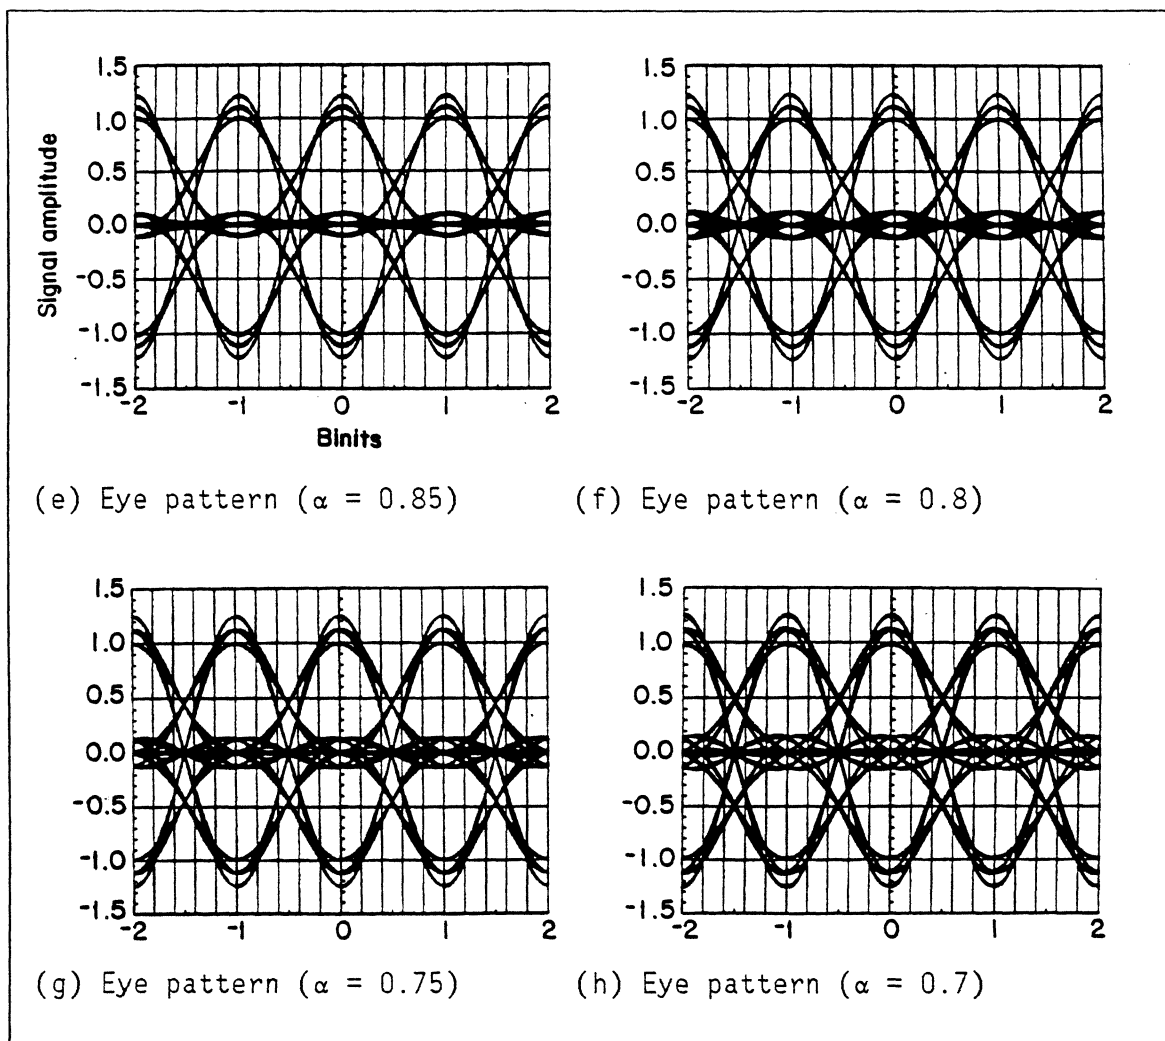 1.5
1.0
0.5
0.0
-0.5
-1.0
-1.5
Signal amplitude
-2 -1 0 1 2
Binits
(e) Eye pattern (α = 0.85)
1.5
1.0
0.5
0.0
-0.5
-1.0
-1.5
-2 -1 0 1 2
(f) Eye pattern (α = 0.8)
1.5
1.0
0.5
0.0
-0.5
-1.0
-1.5
-2 -1 0 1 2
(g) Eye pattern (α = 0.75)
1.5
1.0
0.5
0.0
-0.5
-1.0
-1.5
-2 -1 0 1 2
(h) Eye pattern (α = 0.7)